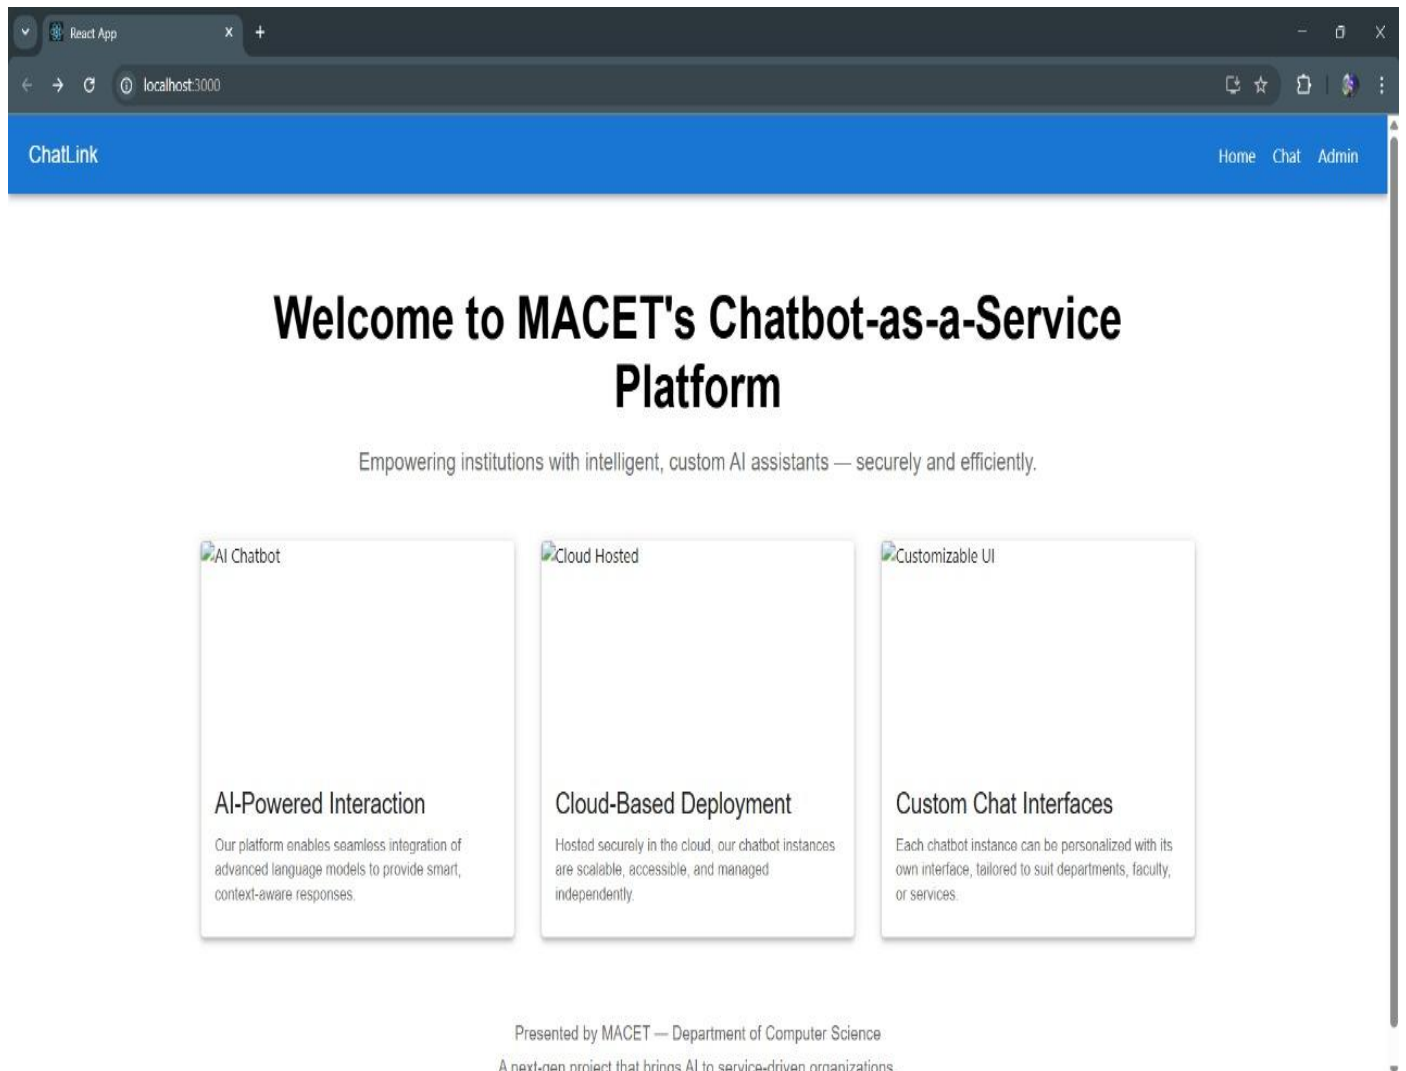 React App
localhost:3000
ChatLink
Home Chat Admin
Welcome to MACET's Chatbot-as-a-Service
Platform
Empowering institutions with intelligent, custom AI assistants — securely and efficiently.
AI Chatbot
Cloud Hosted
Customizable UI
AI-Powered Interaction
Our platform enables seamless integration of
advanced language models to provide smart,
context-aware responses.
Cloud-Based Deployment
Hosted securely in the cloud, our chatbot instances
are scalable, accessible, and managed
independently.
Custom Chat Interfaces
Each chatbot instance can be personalized with its
own interface, tailored to suit departments, faculty,
or services.
Presented by MACET — Department of Computer Science
A next-gen project that brings AI to service-driven organizations.